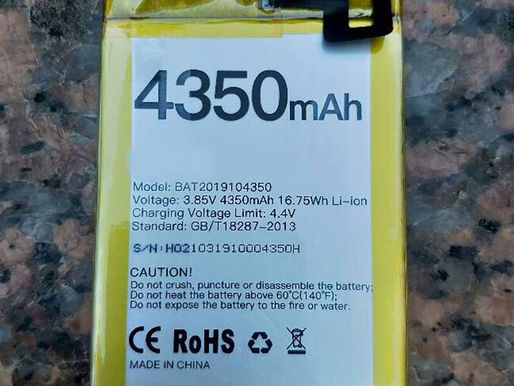 4350mAh
Model: BAT2019104350
Voltage: 3.85V 4350mAh 16.75Wh Li-ion
Charging Voltage Limit: 4.4V
Standard: GB/T18287-2013
S/N:H021031910004350H
CAUTION!
Do not crush, puncture or disassemble the battery.
Do not heat the battery above 60°C(140°F).
Do not expose the battery to the fire or water.
CE RoHS
MADE IN CHINA